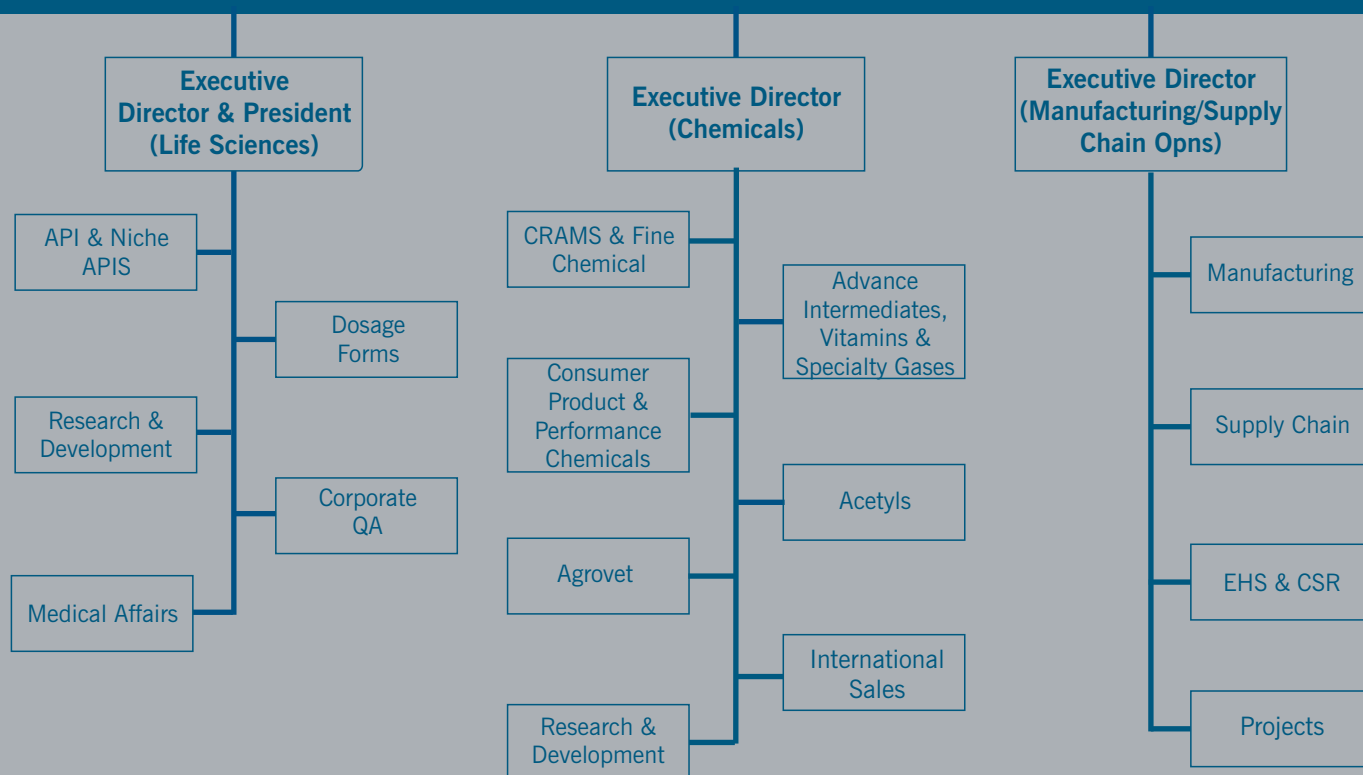 Executive
Director & President
(Life Sciences)
API & Niche
APIS
Dosage
Forms
Research &
Development
Corporate
QA
Medical Affairs
Executive Director
(Chemicals)
CRAMS & Fine
Chemical
Advance
Intermediates,
Vitamins &
Specialty Gases
Consumer
Product &
Performance
Chemicals
Acetyls
Agrovet
International
Sales
Research &
Development
Executive Director
(Manufacturing/Supply
Chain Opns)
Manufacturing
Supply Chain
EHS & CSR
Projects